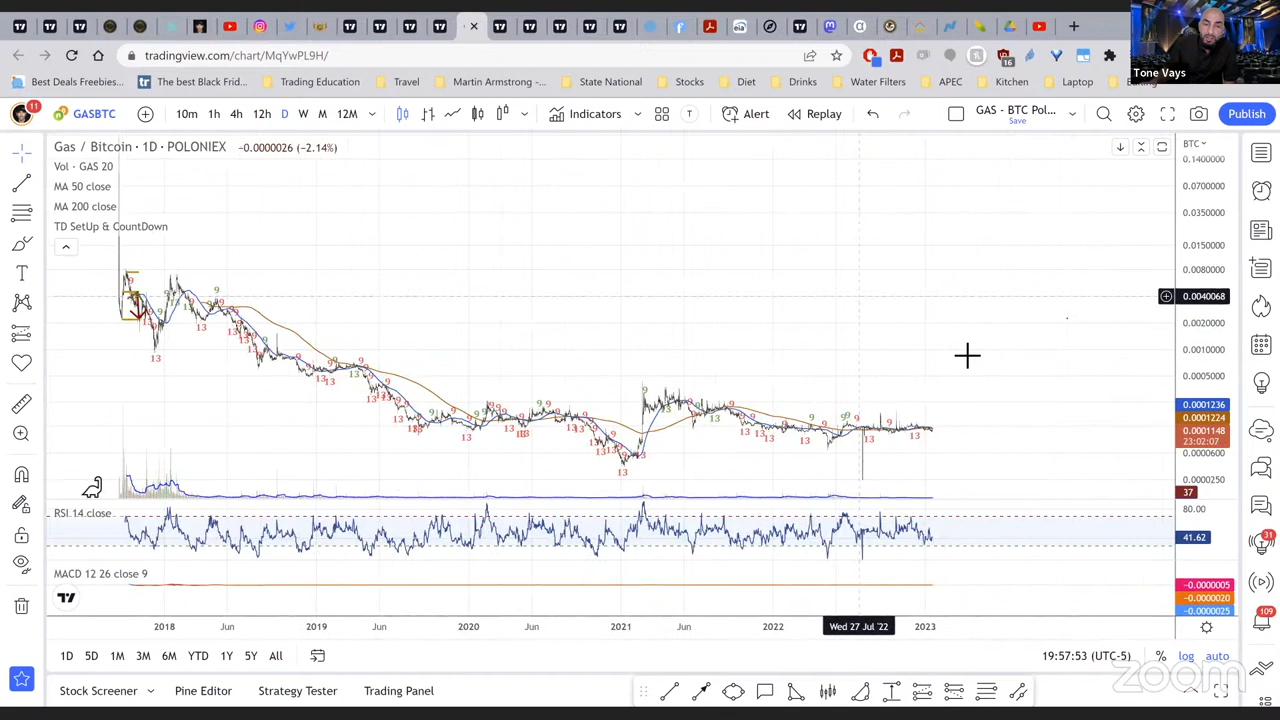 tradingview.com/chart/MqYwPL9H/
Tone Vays
Best Deals Freebies...
The best Black Frid...
Trading Education
Travel
Martin Armstrong -...
State National
Stocks
Diet
Drinks
Water Filters
APEC
Kitchen
Laptop
11
GASBTC
10m 1h 4h 12h D W M 12M
Indicators
Alert
Replay
GAS - BTC Pol...
Save
Publish
Gas / Bitcoin · 1D · POLONIEX −0.0000026 (−2.14%)
BTC
Vol · GAS 20
MA 50 close
MA 200 close
TD SetUp & CountDown
0.1400000
0.0700000
0.0350000
0.0150000
0.0080000
0.0040068
0.0020000
0.0010000
0.0005000
0.0001236
0.0001224
0.0001148
23:02:07
0.0000600
0.0000250
37
RSI 14 close
80.00
41.62
MACD 12 26 close 9
−0.0000005
−0.0000020
−0.0000025
2018 Jun 2019 Jun 2020 Jun 2021 Jun 2022 Wed 27 Jul '22 2023
1D 5D 1M 3M 6M YTD 1Y 5Y All
19:57:53 (UTC-5) % log auto
Stock Screener
Pine Editor
Strategy Tester
Trading Panel
zoom
16
31
109